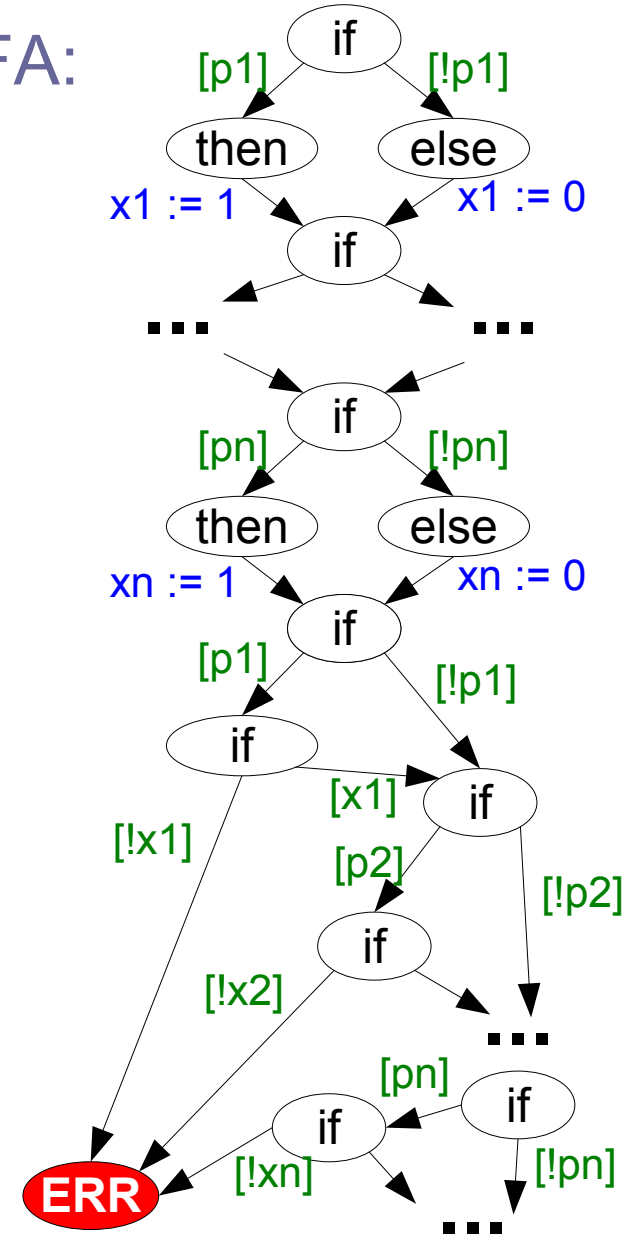 FA:
if
[p1] [!p1]
then else
x1 := 1 x1 := 0
if
... ...
if
[pn] [!pn]
then else
xn := 1 xn := 0
if
[p1] [!p1]
if
[x1] if
[!x1] [p2] [!p2]
if
[!x2]
...
[pn] if
if
[!xn] [!pn]
ERR
...